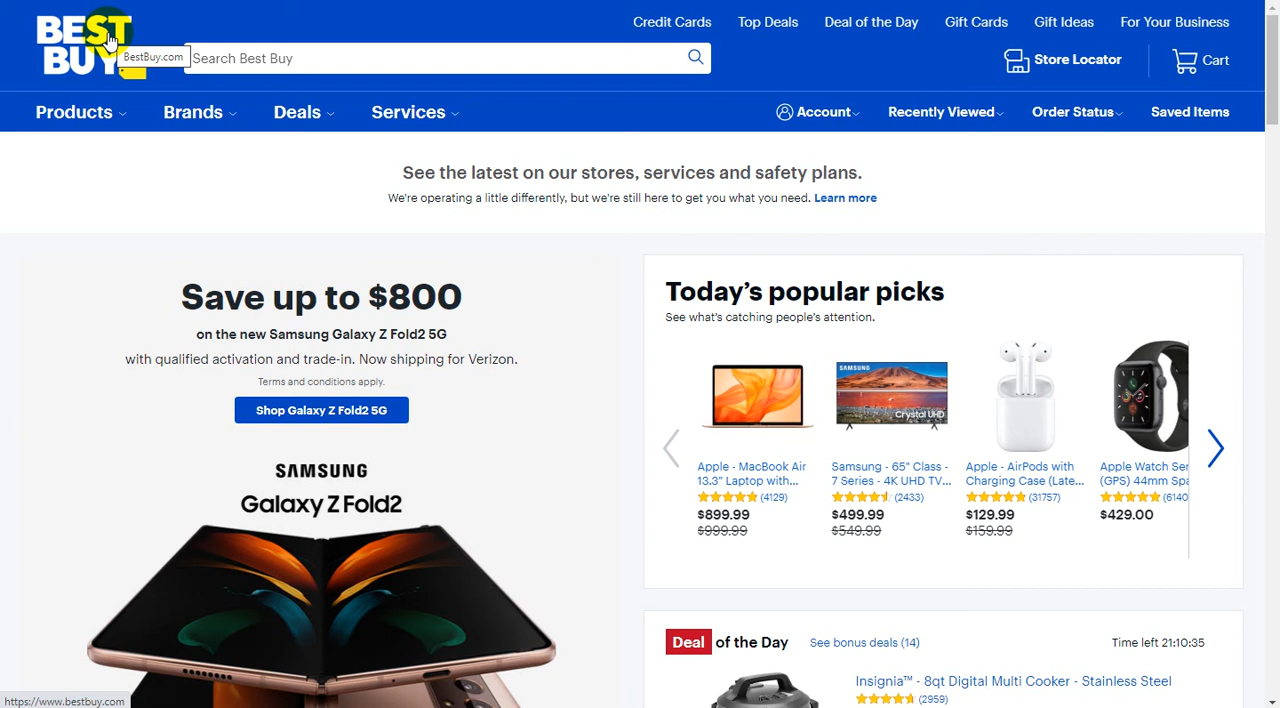 BEST
BUY
BestBuy.com
Search Best Buy
Credit Cards
Top Deals
Deal of the Day
Gift Cards
Gift Ideas
For Your Business
Store Locator
Cart
Products
Brands
Deals
Services
Account
Recently Viewed
Order Status
Saved Items
See the latest on our stores, services and safety plans.
We're operating a little differently, but we're still here to get you what you need. Learn more
Save up to $800
on the new Samsung Galaxy Z Fold2 5G
with qualified activation and trade-in. Now shipping for Verizon.
Terms and conditions apply.
Shop Galaxy Z Fold2 5G
SAMSUNG
Galaxy Z Fold2
Today's popular picks
See what's catching people's attention.
Apple - MacBook Air
13.3" Laptop with...
(4129)
$899.99
$999.99
SAMSUNG
Crystal UHD
Samsung - 65" Class -
7 Series - 4K UHD TV...
(2433)
$499.99
$549.99
Apple - AirPods with
Charging Case (Late...
(31757)
$129.99
$159.99
Apple Watch Ser
(GPS) 44mm Spa
(6140
$429.00
Deal of the Day
See bonus deals (14)
Time left 21:10:35
Insignia™ - 8qt Digital Multi Cooker - Stainless Steel
(2959)
https://www.bestbuy.com